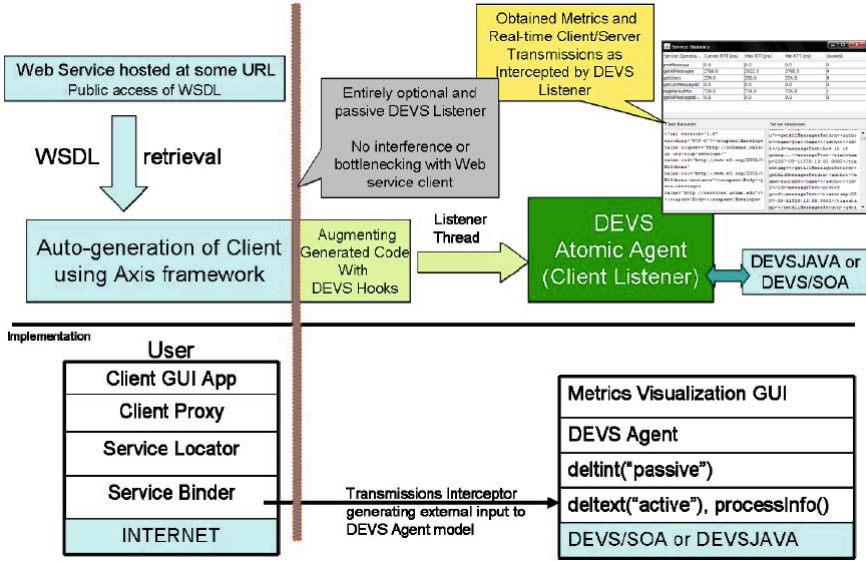 Web Service hosted at some URL
Public access of WSDL
WSDL retrieval
Auto-generation of Client
using Axis framework
Entirely optional and
passive DEVS Listener
No interference or
bottlenecking with Web
service client
Obtained Metrics and
Real-time Client/Server
Transmissions as
Intercepted by DEVS
Listener
Service Statistics
Augmenting
Generated Code
With
DEVS Hooks
Listener
Thread
DEVS
Atomic Agent
(Client Listener)
DEVSJAVA or
DEVS/SOA
Implementation
User
Client GUI App
Client Proxy
Service Locator
Service Binder
INTERNET
Transmissions Interceptor
generating external input to
DEVS Agent model
Metrics Visualization GUI
DEVS Agent
deltint("passive")
deltext("active"), processInfo()
DEVS/SOA or DEVSJAVA